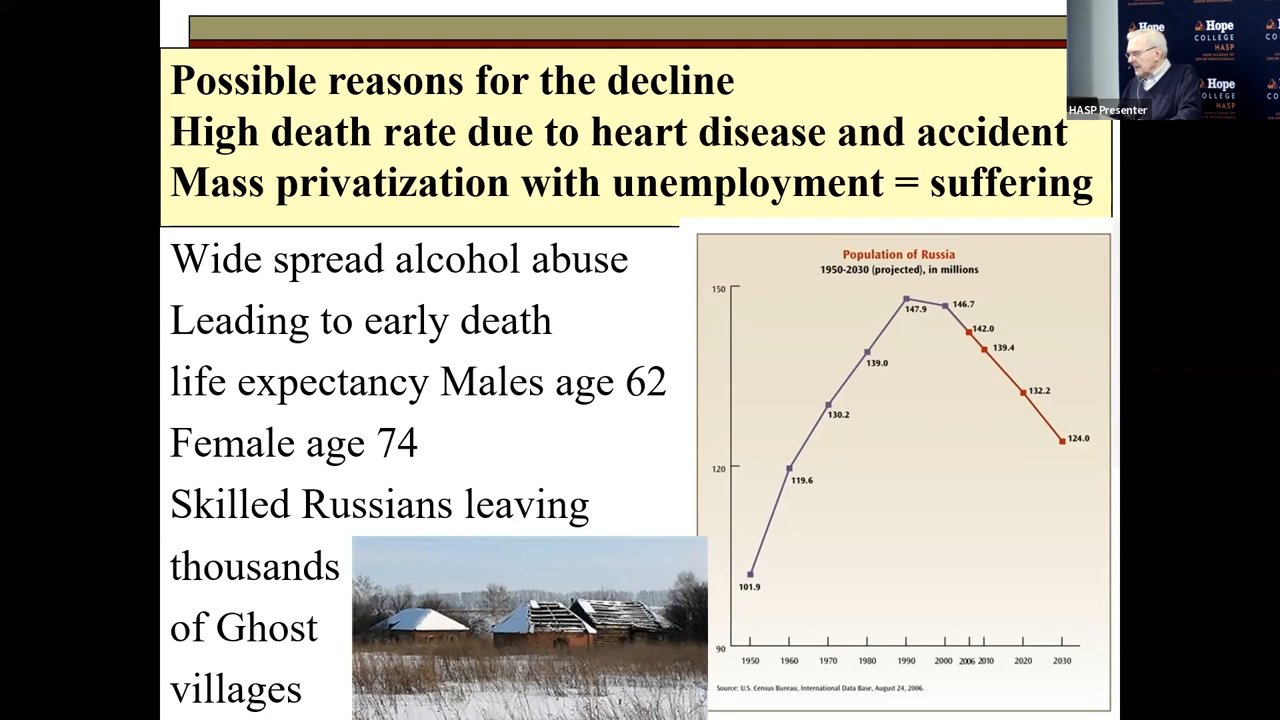 Possible reasons for the decline
High death rate due to heart disease and accident
Mass privatization with unemployment = suffering
Wide spread alcohol abuse
Leading to early death
life expectancy Males age 62
Female age 74
Skilled Russians leaving
thousands
of Ghost
villages
Population of Russia
1950-2030 (projected), in millions
150
120
90
101.9
119.6
130.2
139.0
147.9
146.7
142.0
139.4
132.2
124.0
1950 1960 1970 1980 1990 2000 2006 2010 2020 2030
Source: U.S. Census Bureau, International Data Base, August 24, 2006.
Hope
Hope
COLLEGE
HASP
Hope
HASP
HASP Presenter